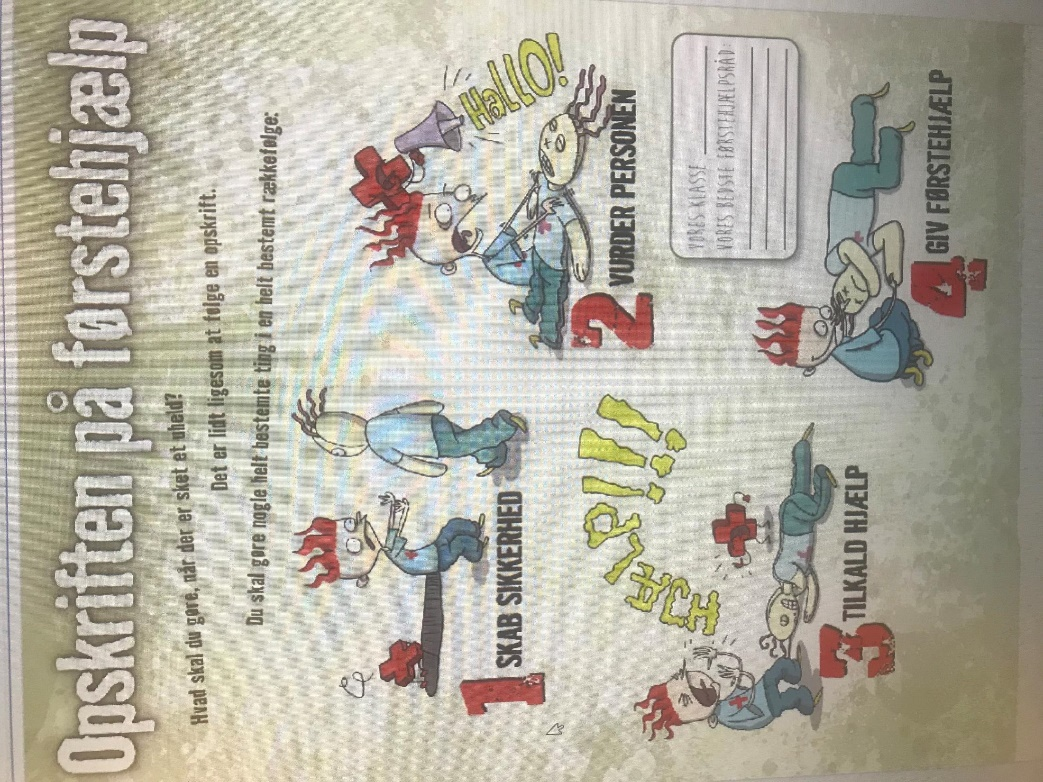 Opskriften på førstehjælp
Hvad skal du gøre, når der er sket et uheld?
Det er lidt ligesom at følge en opskrift.
Du skal gøre nogle helt bestemte ting i en helt bestemt rækkefølge:
1 SKAB SIKKERHED
HALLO!
2 VURDER PERSONEN
HJÆLP!!!
3 TILKALD HJÆLP
VORES KLASSE
VORES BEDSTE FØRSTEHJÆLPSRÅD:
4 GIV FØRSTEHJÆLP